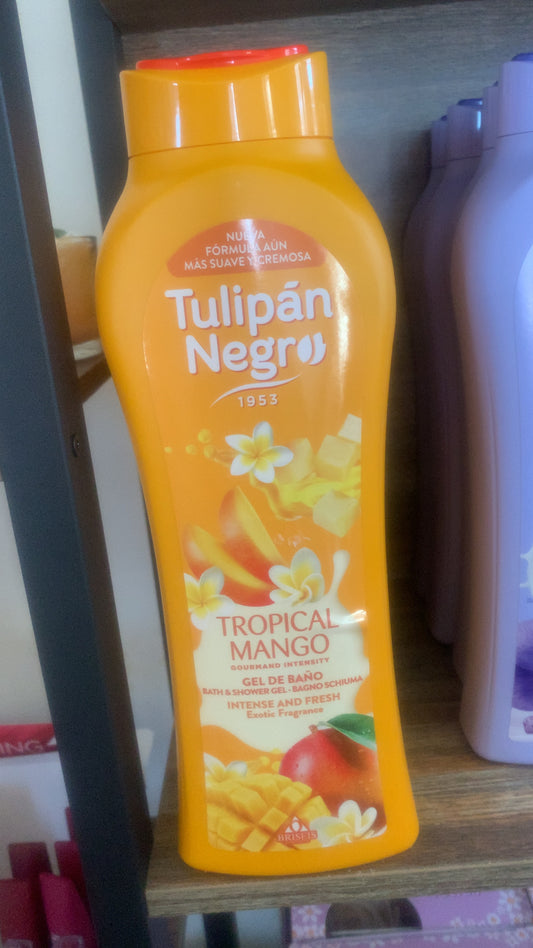 NUEVA
FÓRMULA AÚN
MÁS SUAVE Y CREMOSA
Tulipán
Negro
1953
TROPICAL
MANGO
GOURMAND INTENSITY
GEL DE BAÑO
BATH & SHOWER GEL - BAGNO SCHIUMA
INTENSE AND FRESH
Exotic Fragrance
BRISEIS
ING